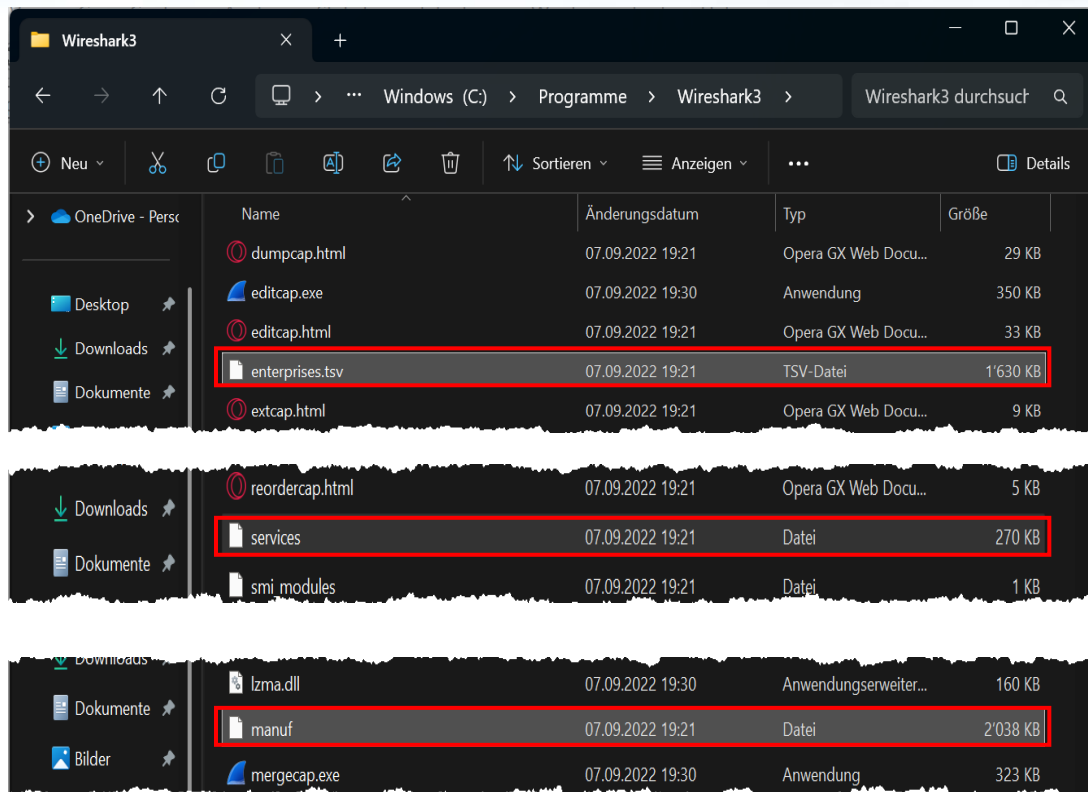 Wireshark3
Windows (C:) Programme Wireshark3 Wireshark3 durchsuch
Neu Sortieren Anzeigen Details
OneDrive - Perso
Name Änderungsdatum Typ Größe
dumpcap.html 07.09.2022 19:21 Opera GX Web Docu... 29 KB
Desktop
editcap.exe 07.09.2022 19:30 Anwendung 350 KB
editcap.html 07.09.2022 19:21 Opera GX Web Docu... 33 KB
Downloads
enterprises.tsv 07.09.2022 19:21 TSV-Datei 1'630 KB
Dokumente
extcap.html 07.09.2022 19:21 Opera GX Web Docu... 9 KB
reordercap.html 07.09.2022 19:21 Opera GX Web Docu... 5 KB
Downloads
services 07.09.2022 19:21 Datei 270 KB
Dokumente
smi_modules 07.09.2022 19:21 Datei 1 KB
Downloads
lzma.dll 07.09.2022 19:30 Anwendungserweiter... 160 KB
Dokumente
manuf 07.09.2022 19:21 Datei 2'038 KB
Bilder
mergecap.exe 07.09.2022 19:30 Anwendung 323 KB